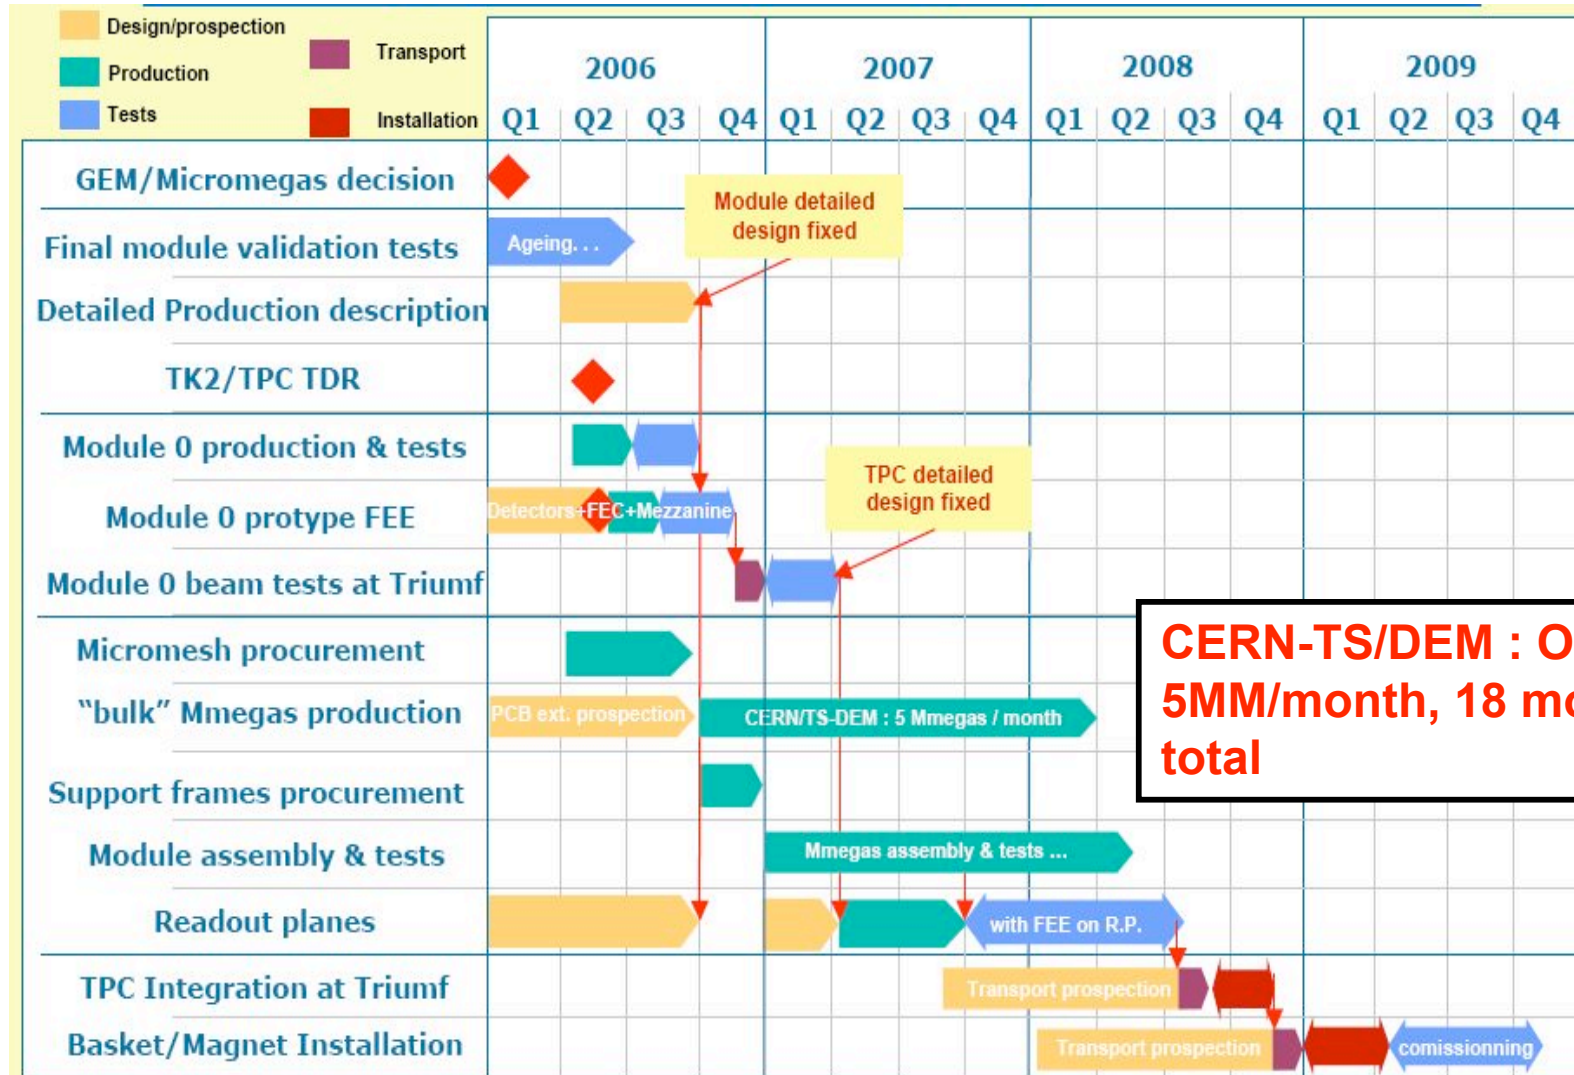 Design/prospection
Production
Tests
Transport
Installation
2006 2007 2008 2009
Q1 Q2 Q3 Q4 Q1 Q2 Q3 Q4 Q1 Q2 Q3 Q4 Q1 Q2 Q3 Q4
GEM/Micromegas decision
Module detailed
design fixed
Final module validation tests
Ageing...
Detailed Production description
TK2/TPC TDR
Module 0 production & tests
TPC detailed
design fixed
Module 0 protype FEE
Detectors+FEC+Mezzanine
Module 0 beam tests at Triumf
Micromesh procurement
CERN-TS/DEM : O
5MM/month, 18 mo
total
"bulk" Mmegas production
PCB ext. prospection
CERN/TS-DEM : 5 Mmegas / month
Support frames procurement
Module assembly & tests
Mmegas assembly & tests ...
Readout planes
with FEE on R.P.
TPC Integration at Triumf
Transport prospection
Basket/Magnet Installation
Transport prospection
comissionning